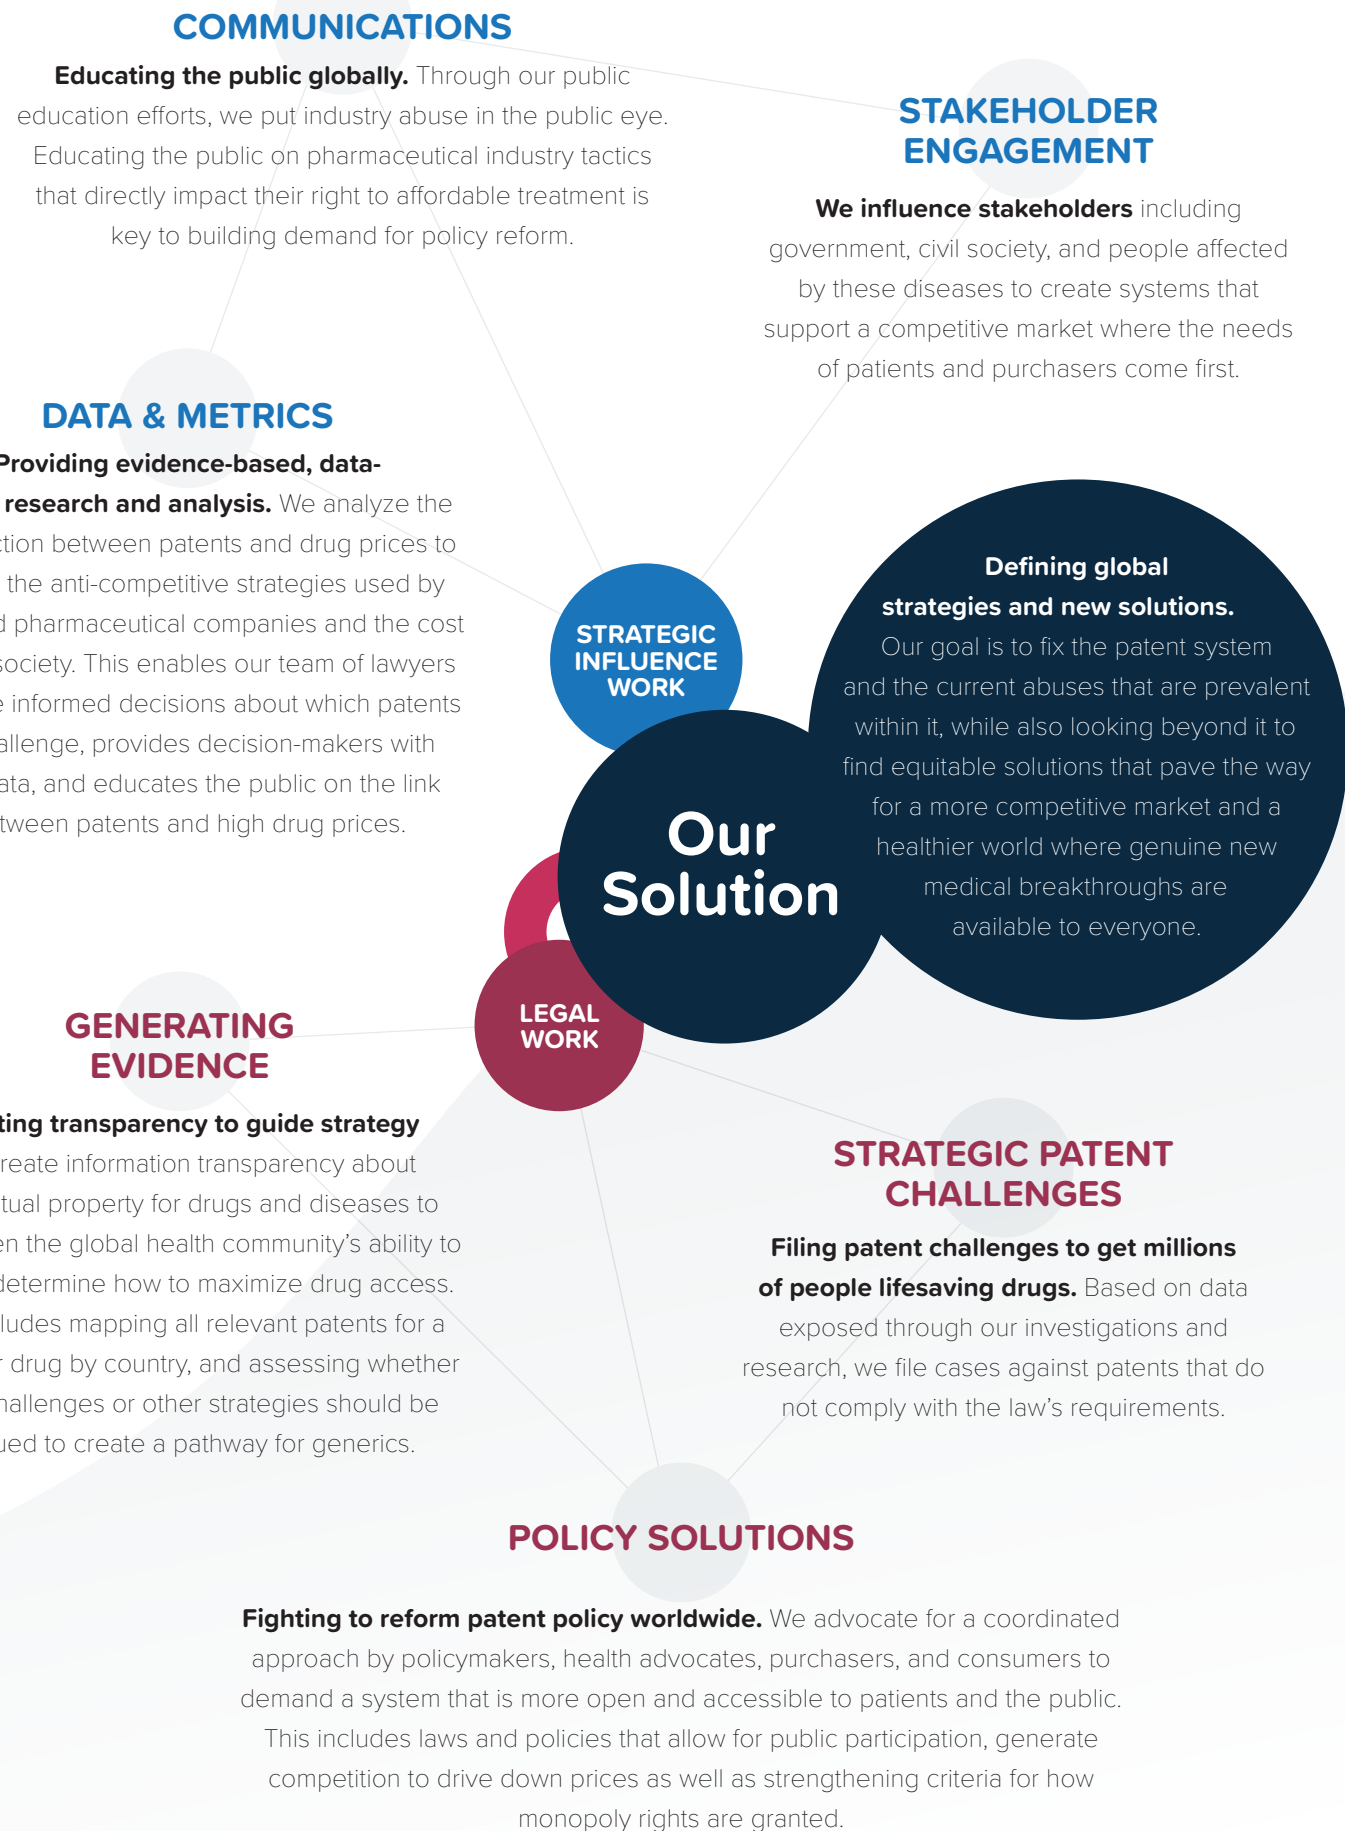 COMMUNICATIONS
Educating the public globally. Through our public
education efforts, we put industry abuse in the public eye.
Educating the public on pharmaceutical industry tactics
that directly impact their right to affordable treatment is
key to building demand for policy reform.
STAKEHOLDER
ENGAGEMENT
We influence stakeholders including
government, civil society, and people affected
by these diseases to create systems that
support a competitive market where the needs
of patients and purchasers come first.
DATA & METRICS
Providing evidence-based, data-
research and analysis. We analyze the
between patents and drug prices to
the anti-competitive strategies used by
pharmaceutical companies and the cost
society. This enables our team of lawyers
informed decisions about which patents
provides decision-makers with
and educates the public on the link
patents and high drug prices.
STRATEGIC
INFLUENCE
WORK
Our
Solution
Defining global
strategies and new solutions.
Our goal is to fix the patent system
and the current abuses that are prevalent
within it, while also looking beyond it to
find equitable solutions that pave the way
for a more competitive market and a
healthier world where genuine new
medical breakthroughs are
available to everyone.
LEGAL
WORK
GENERATING
EVIDENCE
transparency to guide strategy
information transparency about
property for drugs and diseases to
the global health community's ability to
determine how to maximize drug access.
mapping all relevant patents for a
drug by country, and assessing whether
or other strategies should be
to create a pathway for generics.
STRATEGIC PATENT
CHALLENGES
Filing patent challenges to get millions
of people lifesaving drugs. Based on data
exposed through our investigations and
research, we file cases against patents that do
not comply with the law's requirements.
POLICY SOLUTIONS
Fighting to reform patent policy worldwide. We advocate for a coordinated
approach by policymakers, health advocates, purchasers, and consumers to
demand a system that is more open and accessible to patients and the public.
This includes laws and policies that allow for public participation, generate
competition to drive down prices as well as strengthening criteria for how
monopoly rights are granted.